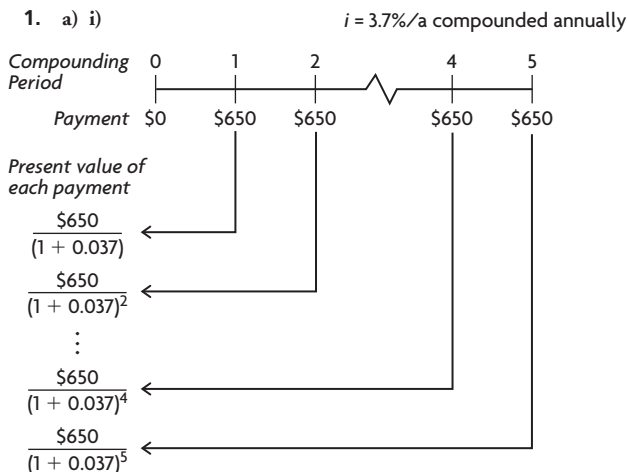 1. a) i) i = 3.7%/a compounded annually
Compounding Period 0 1 2 4 5
Payment $0 $650 $650 $650 $650
Present value of
each payment
$650
(1 + 0.037)
$650
(1 + 0.037)²
⋮
$650
(1 + 0.037)⁴
$650
(1 + 0.037)⁵